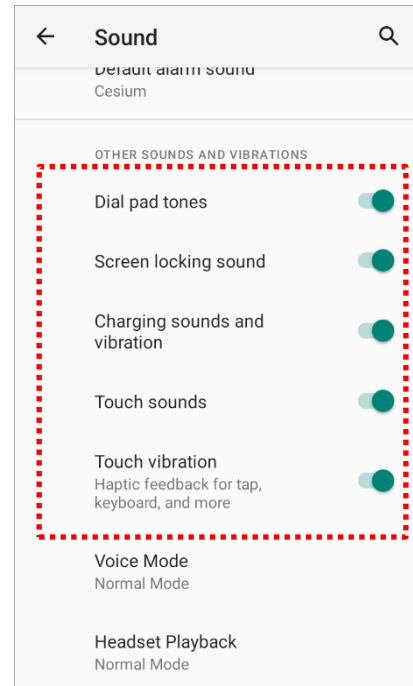 Sound
Default alarm sound
Cesium
OTHER SOUNDS AND VIBRATIONS
Dial pad tones
Screen locking sound
Charging sounds and
vibration
Touch sounds
Touch vibration
Haptic feedback for tap,
keyboard, and more
Voice Mode
Normal Mode
Headset Playback
Normal Mode